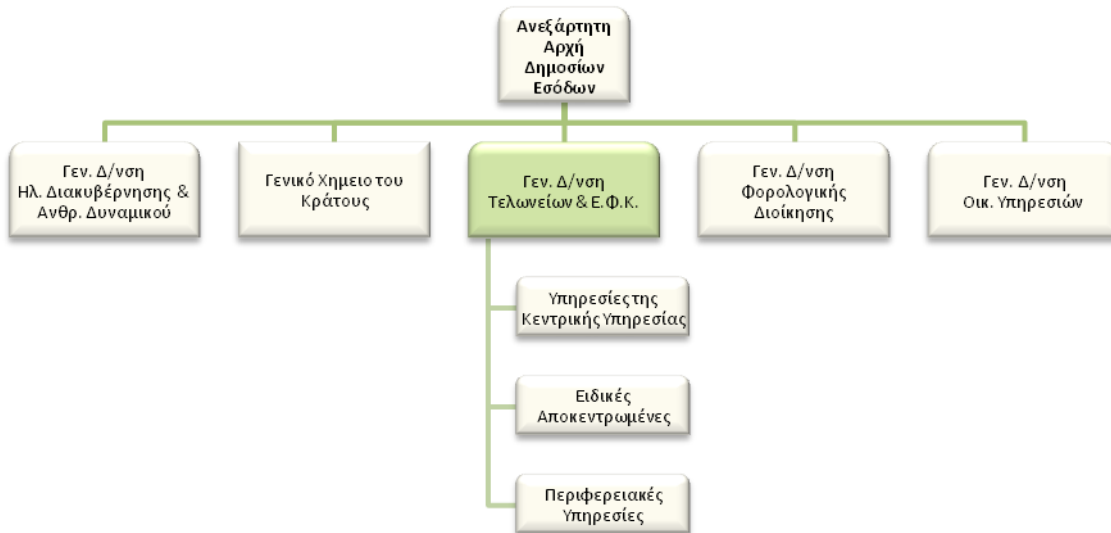 Ανεξάρτητη
Αρχή
Δημοσίων
Εσόδων
Γεν. Δ/νση
Ηλ. Διακυβέρνησης &
Ανθρ. Δυναμικού
Γενικό Χημειο του
Κράτους
Γεν. Δ/νση
Τελωνείων & Ε.Φ.Κ.
Γεν. Δ/νση
Φορολογικής
Διοίκησης
Γεν. Δ/νση
Οικ. Υπηρεσιών
Υπηρεσίες της
Κεντρικής Υπηρεσίας
Ειδικές
Αποκεντρωμένες
Περιφερειακές
Υπηρεσίες